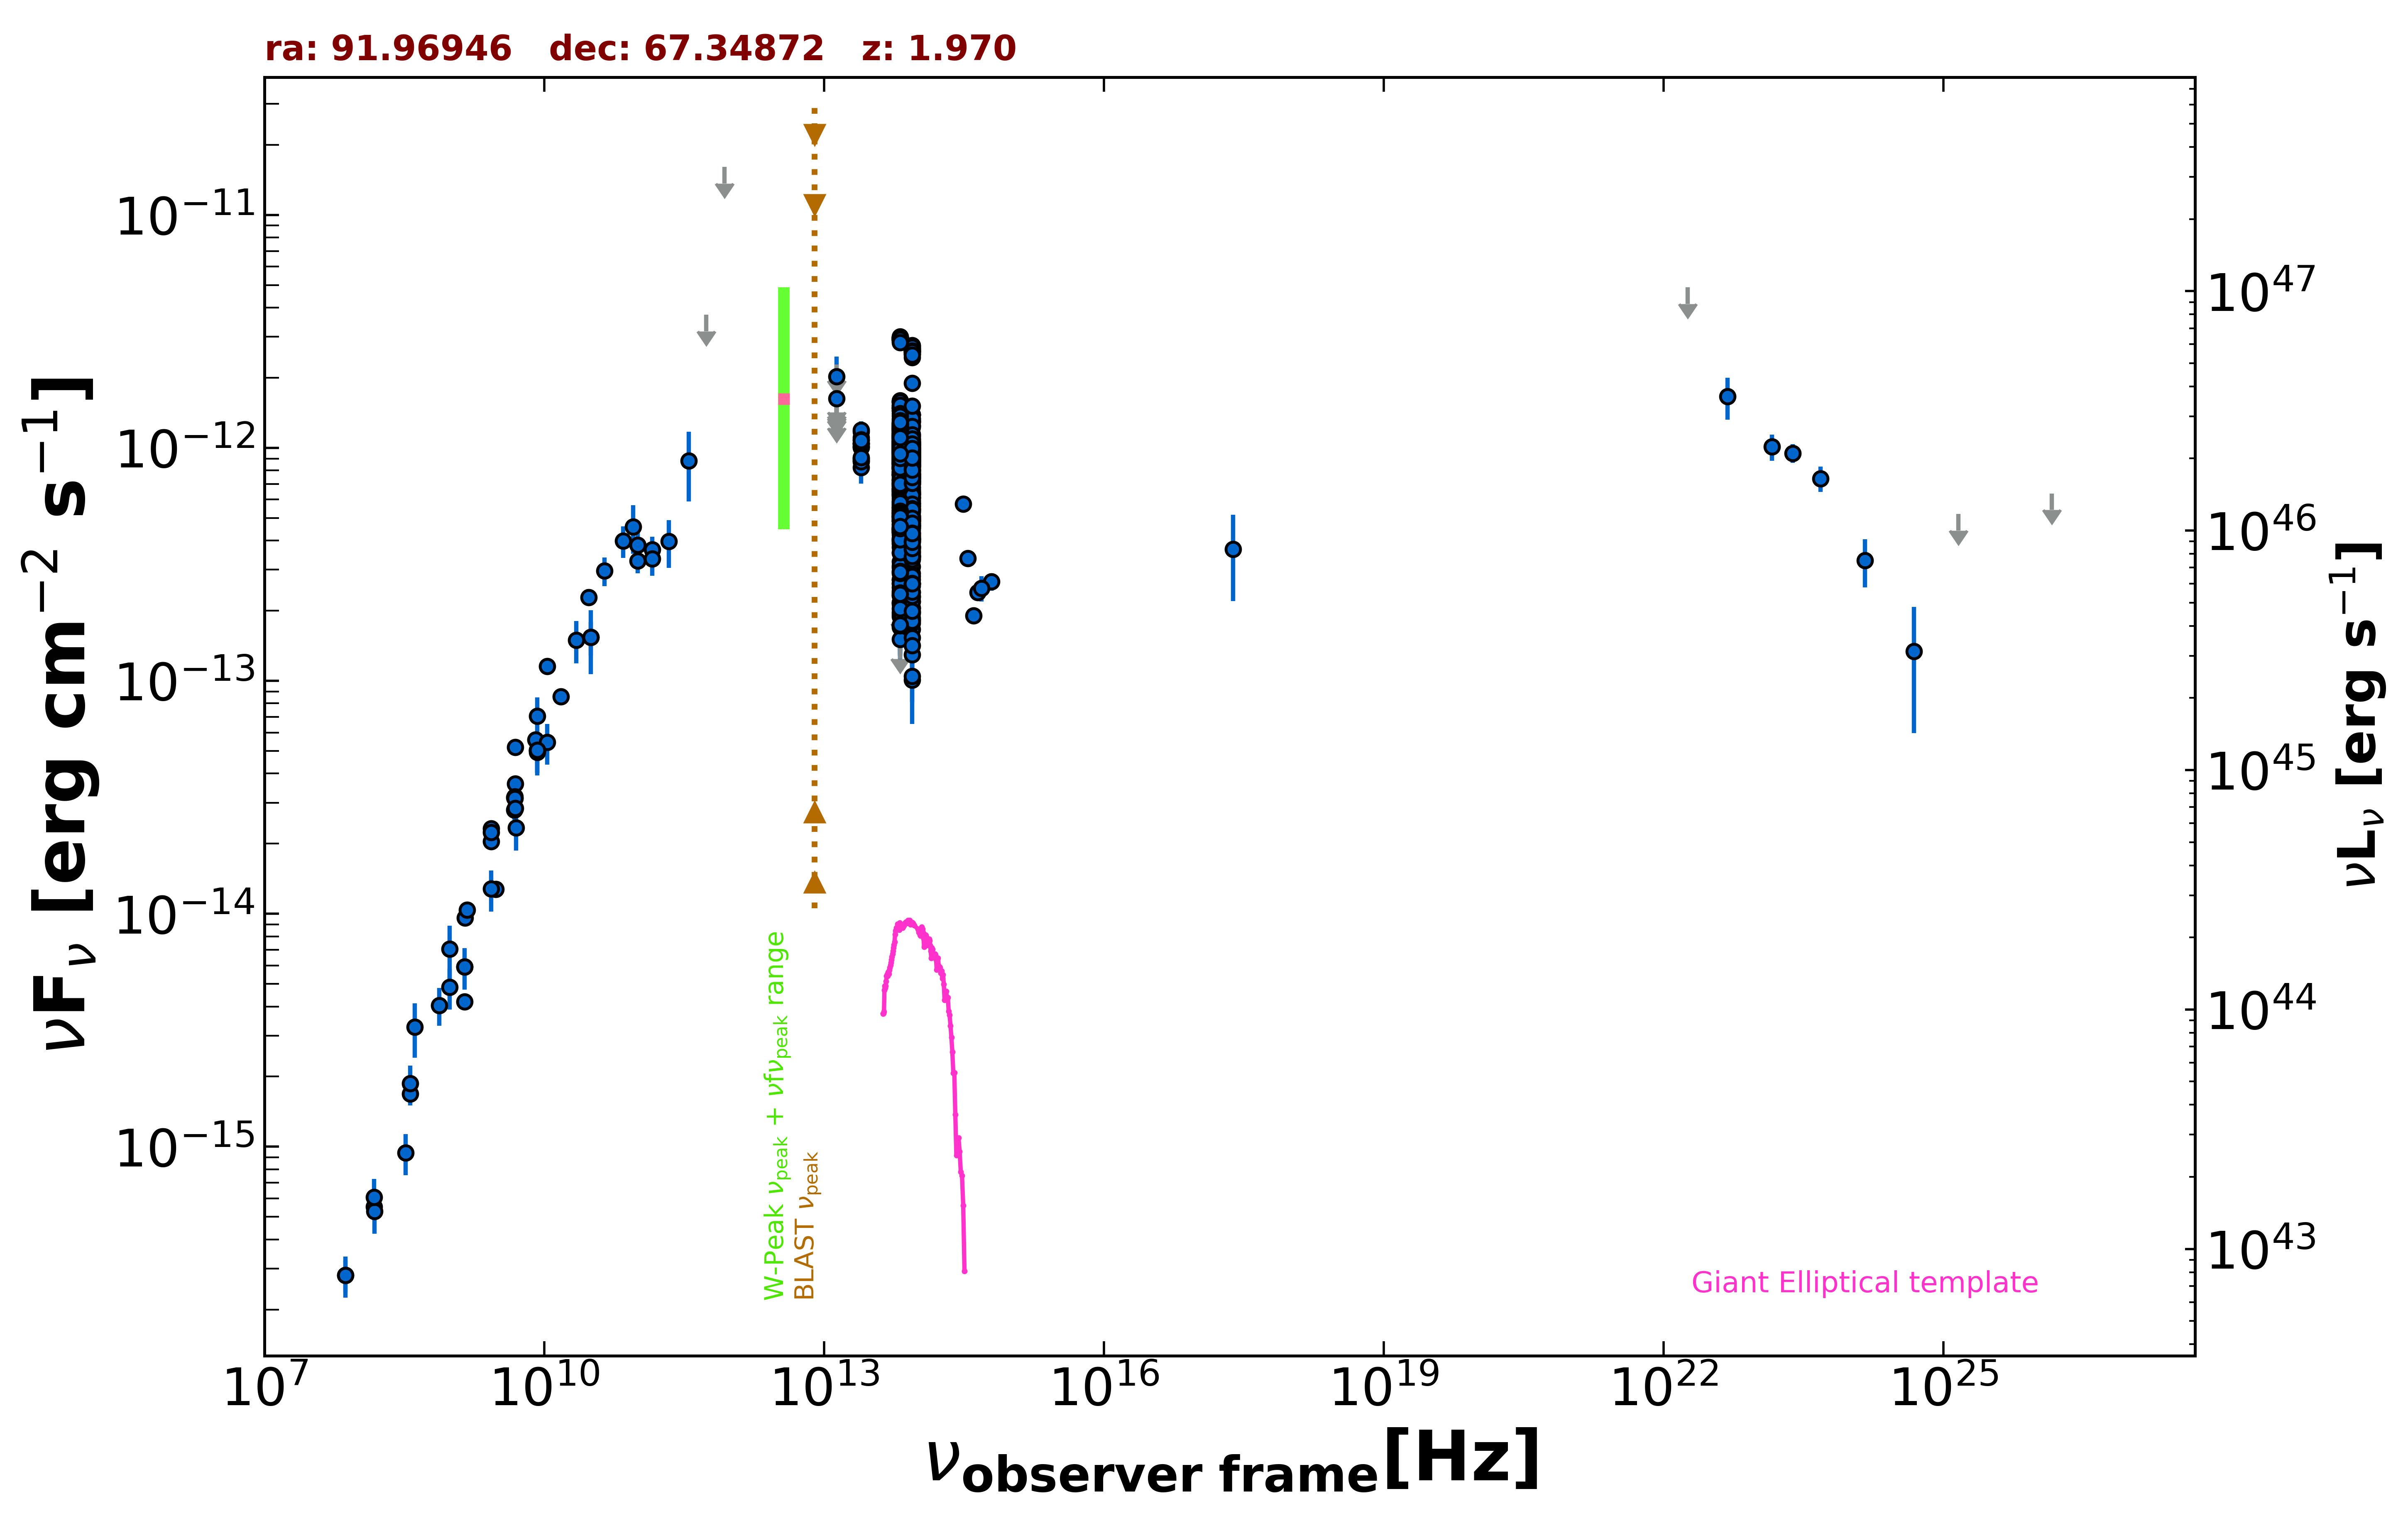 ra: 91.96946 dec: 67.34872 z: 1.970
νFν [erg cm⁻² s⁻¹]
10⁻¹¹
10⁻¹²
10⁻¹³
10⁻¹⁴
10⁻¹⁵
W-Peak νpeak + νfνpeak range
BLAST νpeak
Giant Elliptical template
10⁴⁷
10⁴⁶
10⁴⁵
10⁴⁴
10⁴³
νLν [erg s⁻¹]
10⁷ 10¹⁰ 10¹³ 10¹⁶ 10¹⁹ 10²² 10²⁵
νobserver frame[Hz]